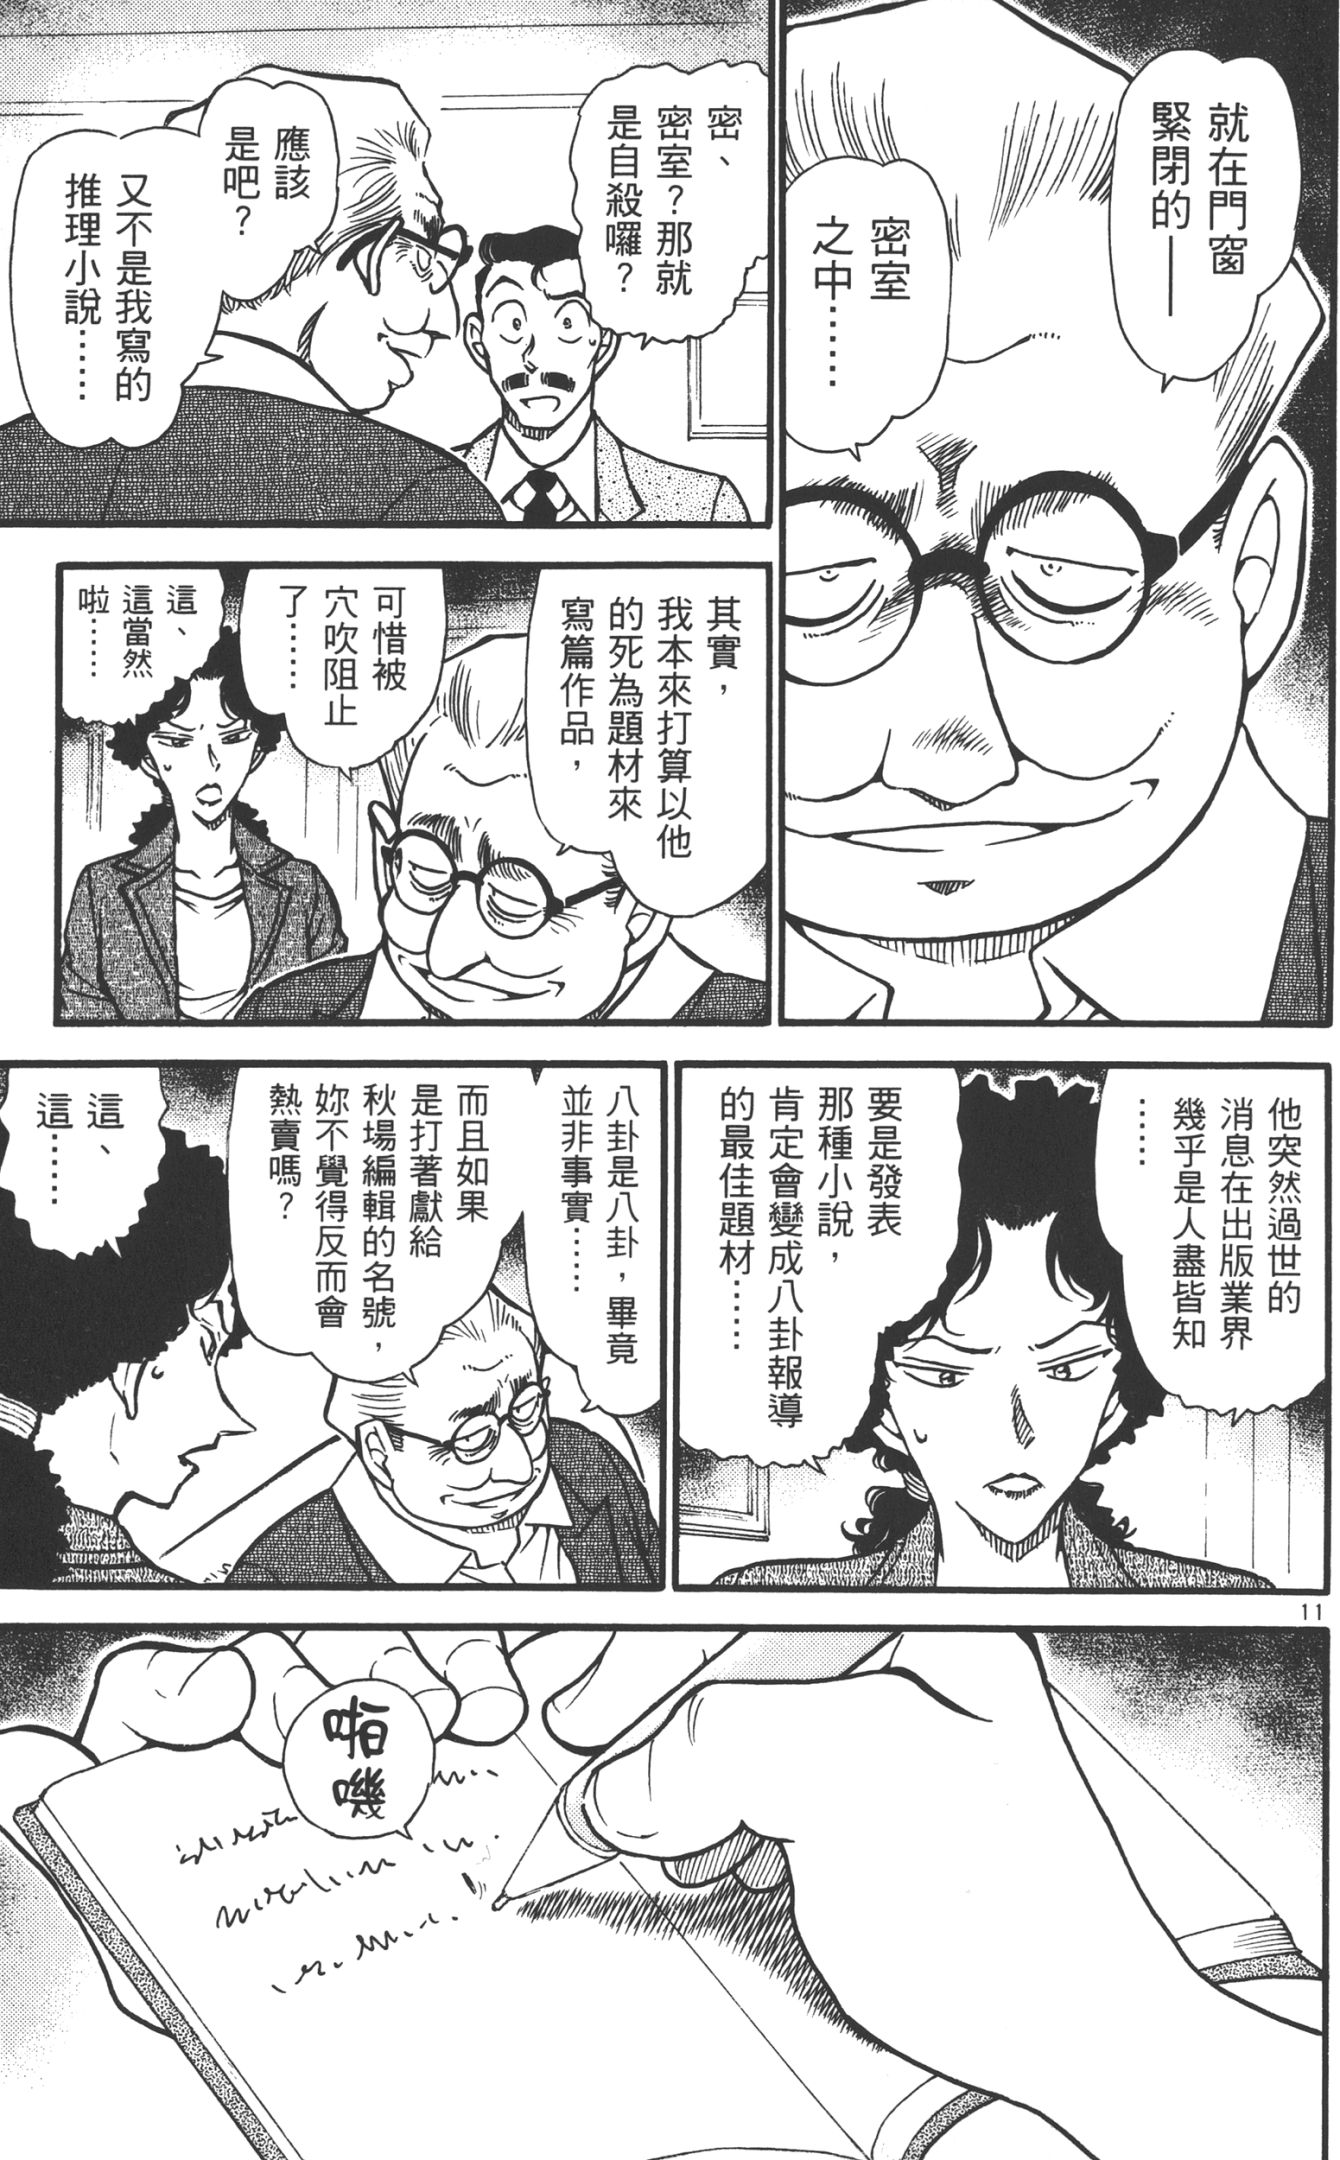 就在門窗
緊閉的——
密室
之中……
密、
密室？那就
是自殺囉？
應該
是吧？
又不是我寫的
推理小說……
其實，
我本來打算以他
的死為題材來
寫篇作品，
可惜被
穴吹阻止
了……
這、
這當然
啦……
他突然過世的
消息在出版業界
幾乎是人盡皆知
……
要是發表
那種小說，
肯定會變成八卦報導
的最佳題材……
八卦是八卦，畢竟
並非事實……
而且如果
是打著獻給
秋場編輯的名號，
妳不覺得反而會
熱賣嗎？
這、
這……
11
啪
嘰